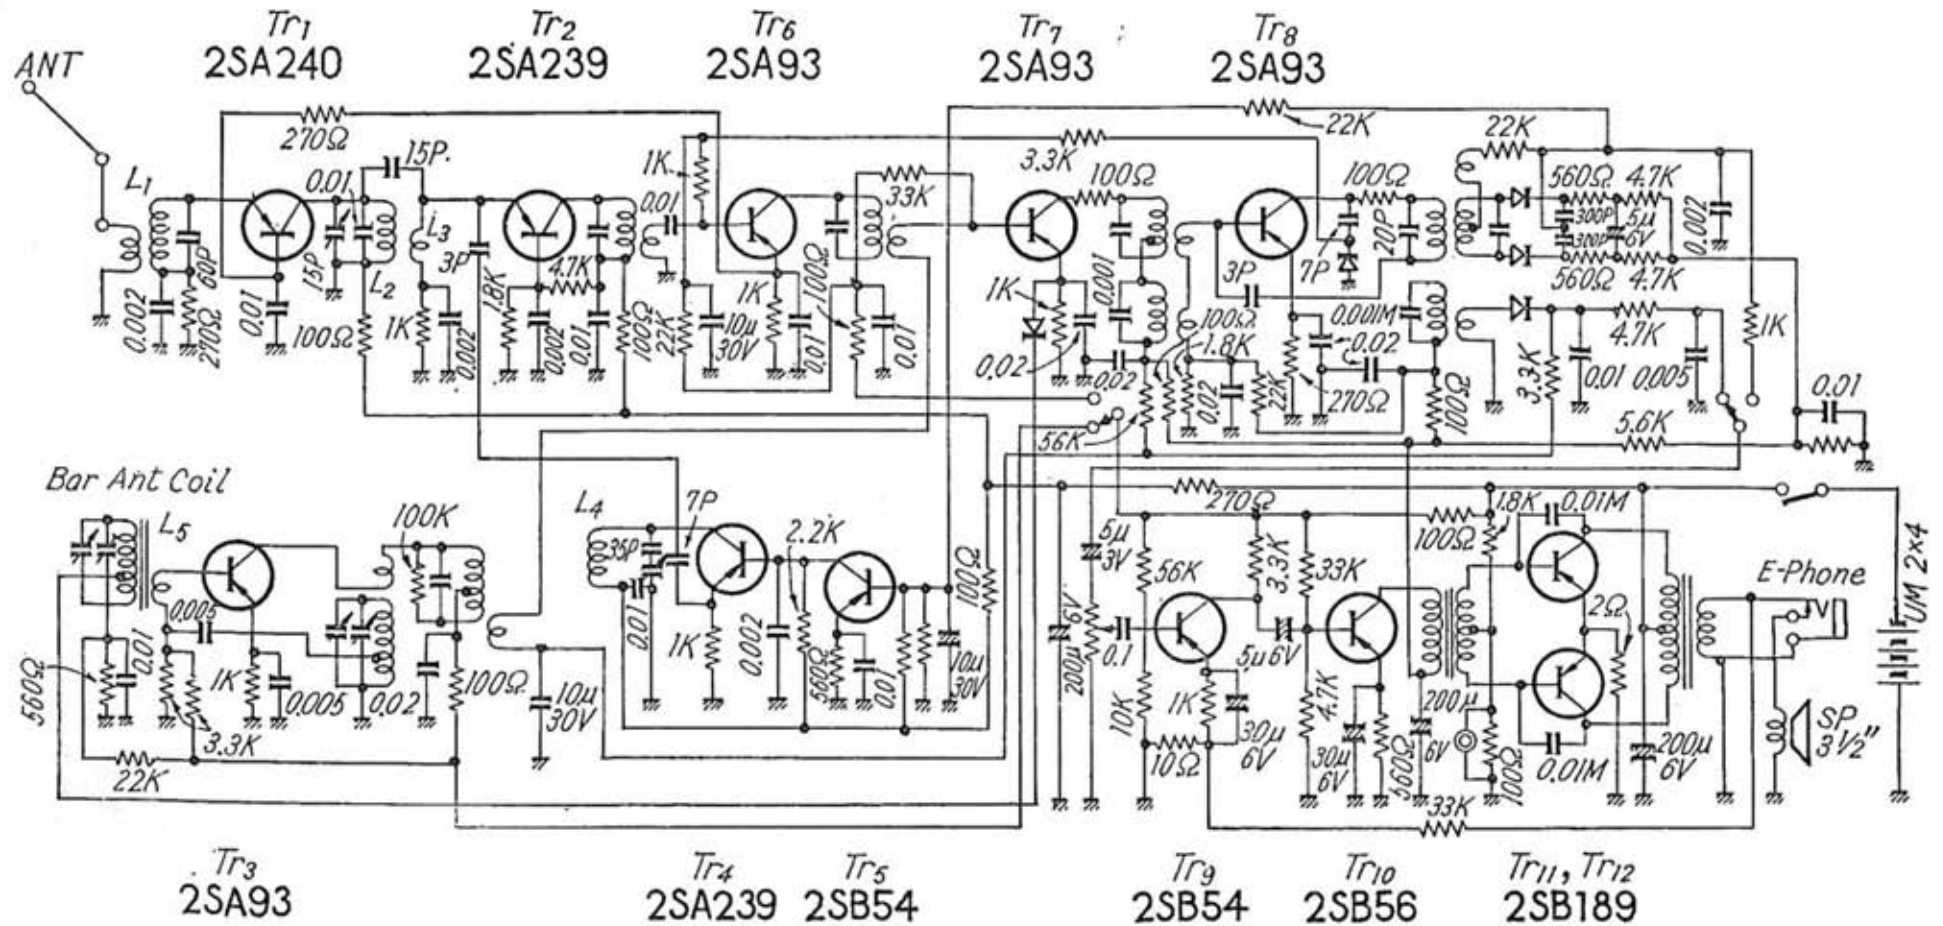 Tr1
2SA240
Tr2
2SA239
Tr6
2SA93
Tr7
2SA93
Tr8
2SA93
ANT
270Ω
15P.
0.01
L1
60P
0.002
270Ω
0.01
15P
L2
100Ω
L3
3P
1K
0.002
1.8K
4.7K
0.002
0.01
100Ω
22K
0.01
1K
10μ
30V
1K
0.01
100Ω
0.01
33K
3.3K
22K
100Ω
1K
0.001
0.02
0.02
56K
100Ω
1.8K
0.02
22K
3P
7P
100Ω
20P
0.001M
0.02
270Ω
100Ω
22K
560Ω
4.7K
300P
300P
5μ
6V
560Ω
4.7K
0.002
1K
4.7K
3.3K
0.01
0.005
5.6K
0.01
Bar Ant Coil
L5
560Ω
0.01
0.005
3.3K
22K
1K
0.005
0.02
100K
100Ω
10μ
30V
L4
35P
7P
0.01
1K
0.002
2.2K
560Ω
0.01
10μ
30V
100Ω
270Ω
5μ
3V
200μ
6V
0.1
56K
10K
3.3K
1K
10Ω
30μ
6V
5μ 6V
33K
4.7K
30μ
6V
560Ω
200μ
6V
100Ω
1.8K
0.01M
2Ω
100Ω
0.01M
33K
200μ
6V
E-Phone
SP
3½"
UM 2x4
Tr3
2SA93
Tr4
2SA239
Tr5
2SB54
Tr9
2SB54
Tr10
2SB56
Tr11, Tr12
2SB189